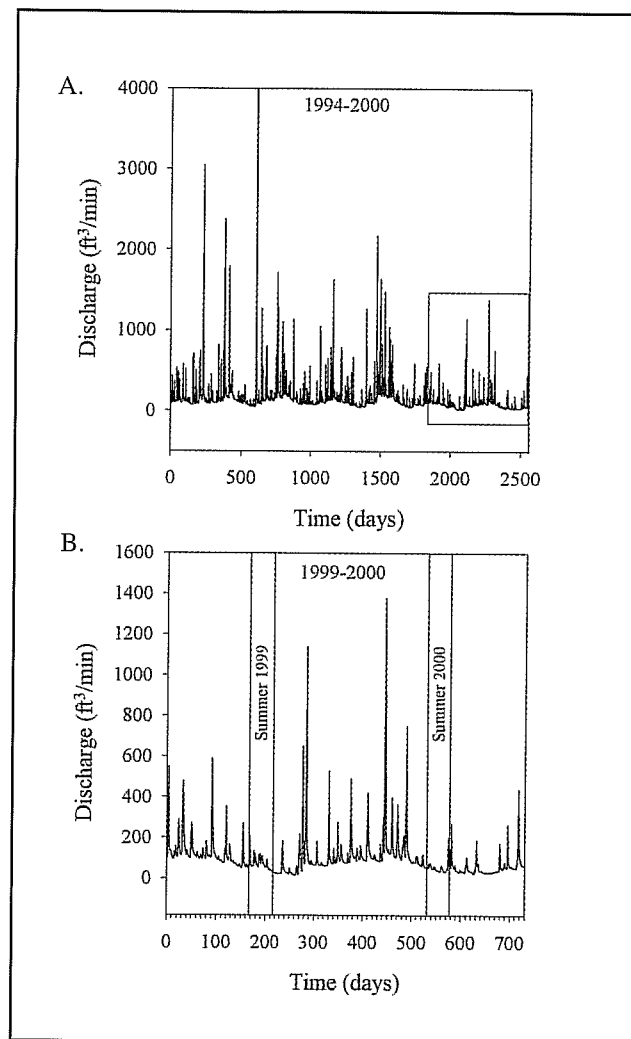 A.
4000
1994-2000
3000
2000
1000
0
Discharge (ft³/min)
0 500 1000 1500 2000 2500
Time (days)
B.
1600
1999-2000
1400
1200
1000
800
600
400
200
0
Discharge (ft³/min)
Summer 1999
Summer 2000
0 100 200 300 400 500 600 700
Time (days)